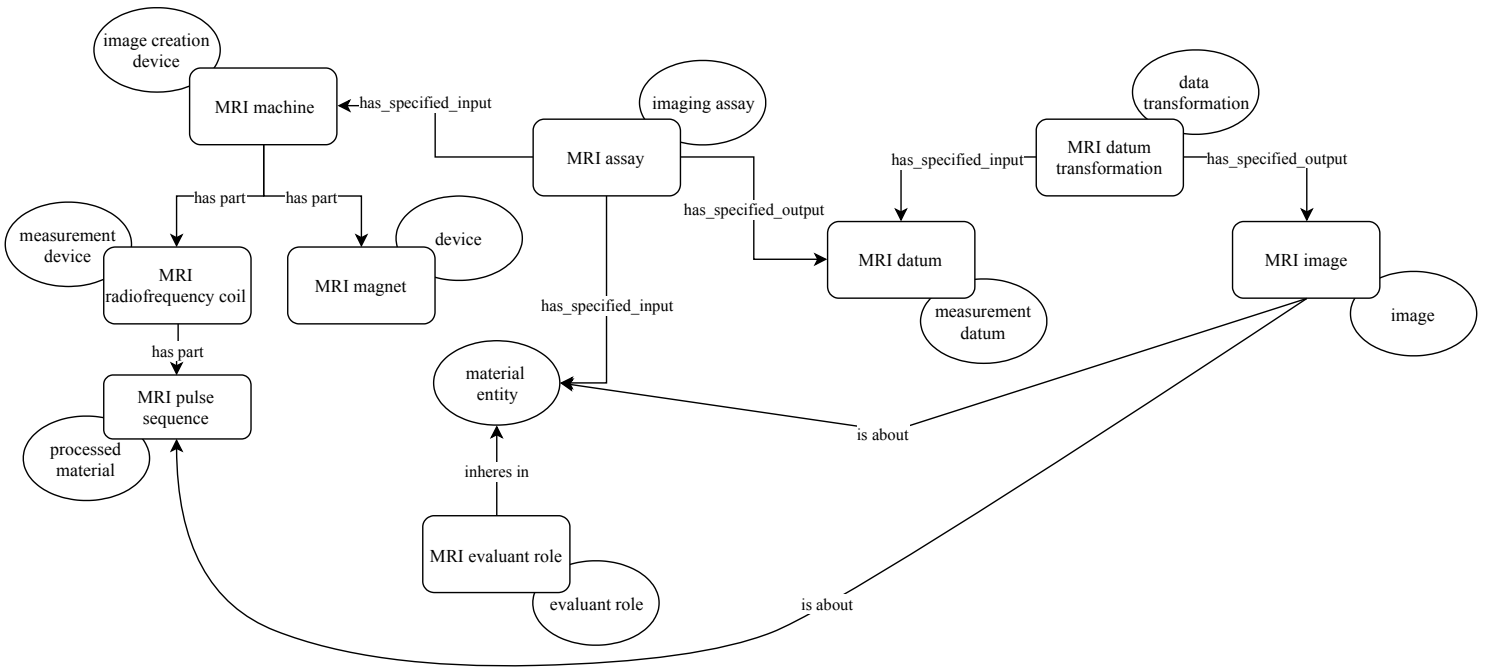 image creation
device
MRI machine
has_specified_input
imaging assay
MRI assay
data
transformation
MRI datum
transformation
has_specified_input
has_specified_output
has part
has part
has_specified_output
measurement
device
device
MRI
radiofrequency coil
MRI magnet
MRI datum
MRI image
has_specified_input
measurement
datum
image
has part
material
entity
MRI pulse
sequence
is about
processed
material
inheres in
MRI evaluant role
evaluant role
is about